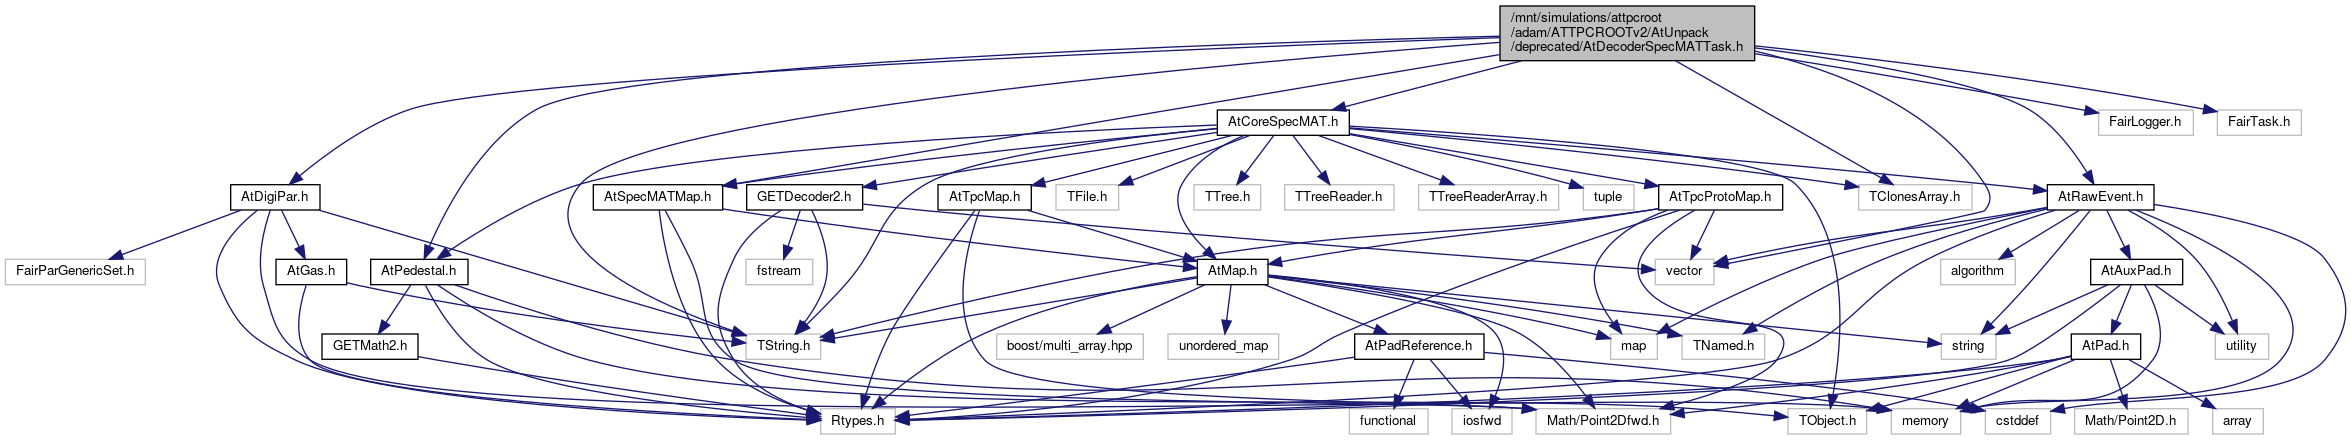 /mnt/simulations/attpcroot
/adam/ATTPCROOTv2/AtUnpack
/deprecated/AtDecoderSpecMATTask.h
AtCoreSpecMAT.h
FairLogger.h
FairTask.h
AtDigiPar.h
AtSpecMATMap.h
GETDecoder2.h
AtTpcMap.h
TFile.h
TTree.h
TTreeReader.h
TTreeReaderArray.h
tuple
AtTpcProtoMap.h
TClonesArray.h
AtRawEvent.h
FairParGenericSet.h
AtGas.h
AtPedestal.h
fstream
AtMap.h
vector
algorithm
AtAuxPad.h
GETMath2.h
TString.h
boost/multi_array.hpp
unordered_map
AtPadReference.h
map
TNamed.h
string
AtPad.h
utility
Rtypes.h
functional
iosfwd
Math/Point2Dfwd.h
TObject.h
memory
cstddef
Math/Point2D.h
array